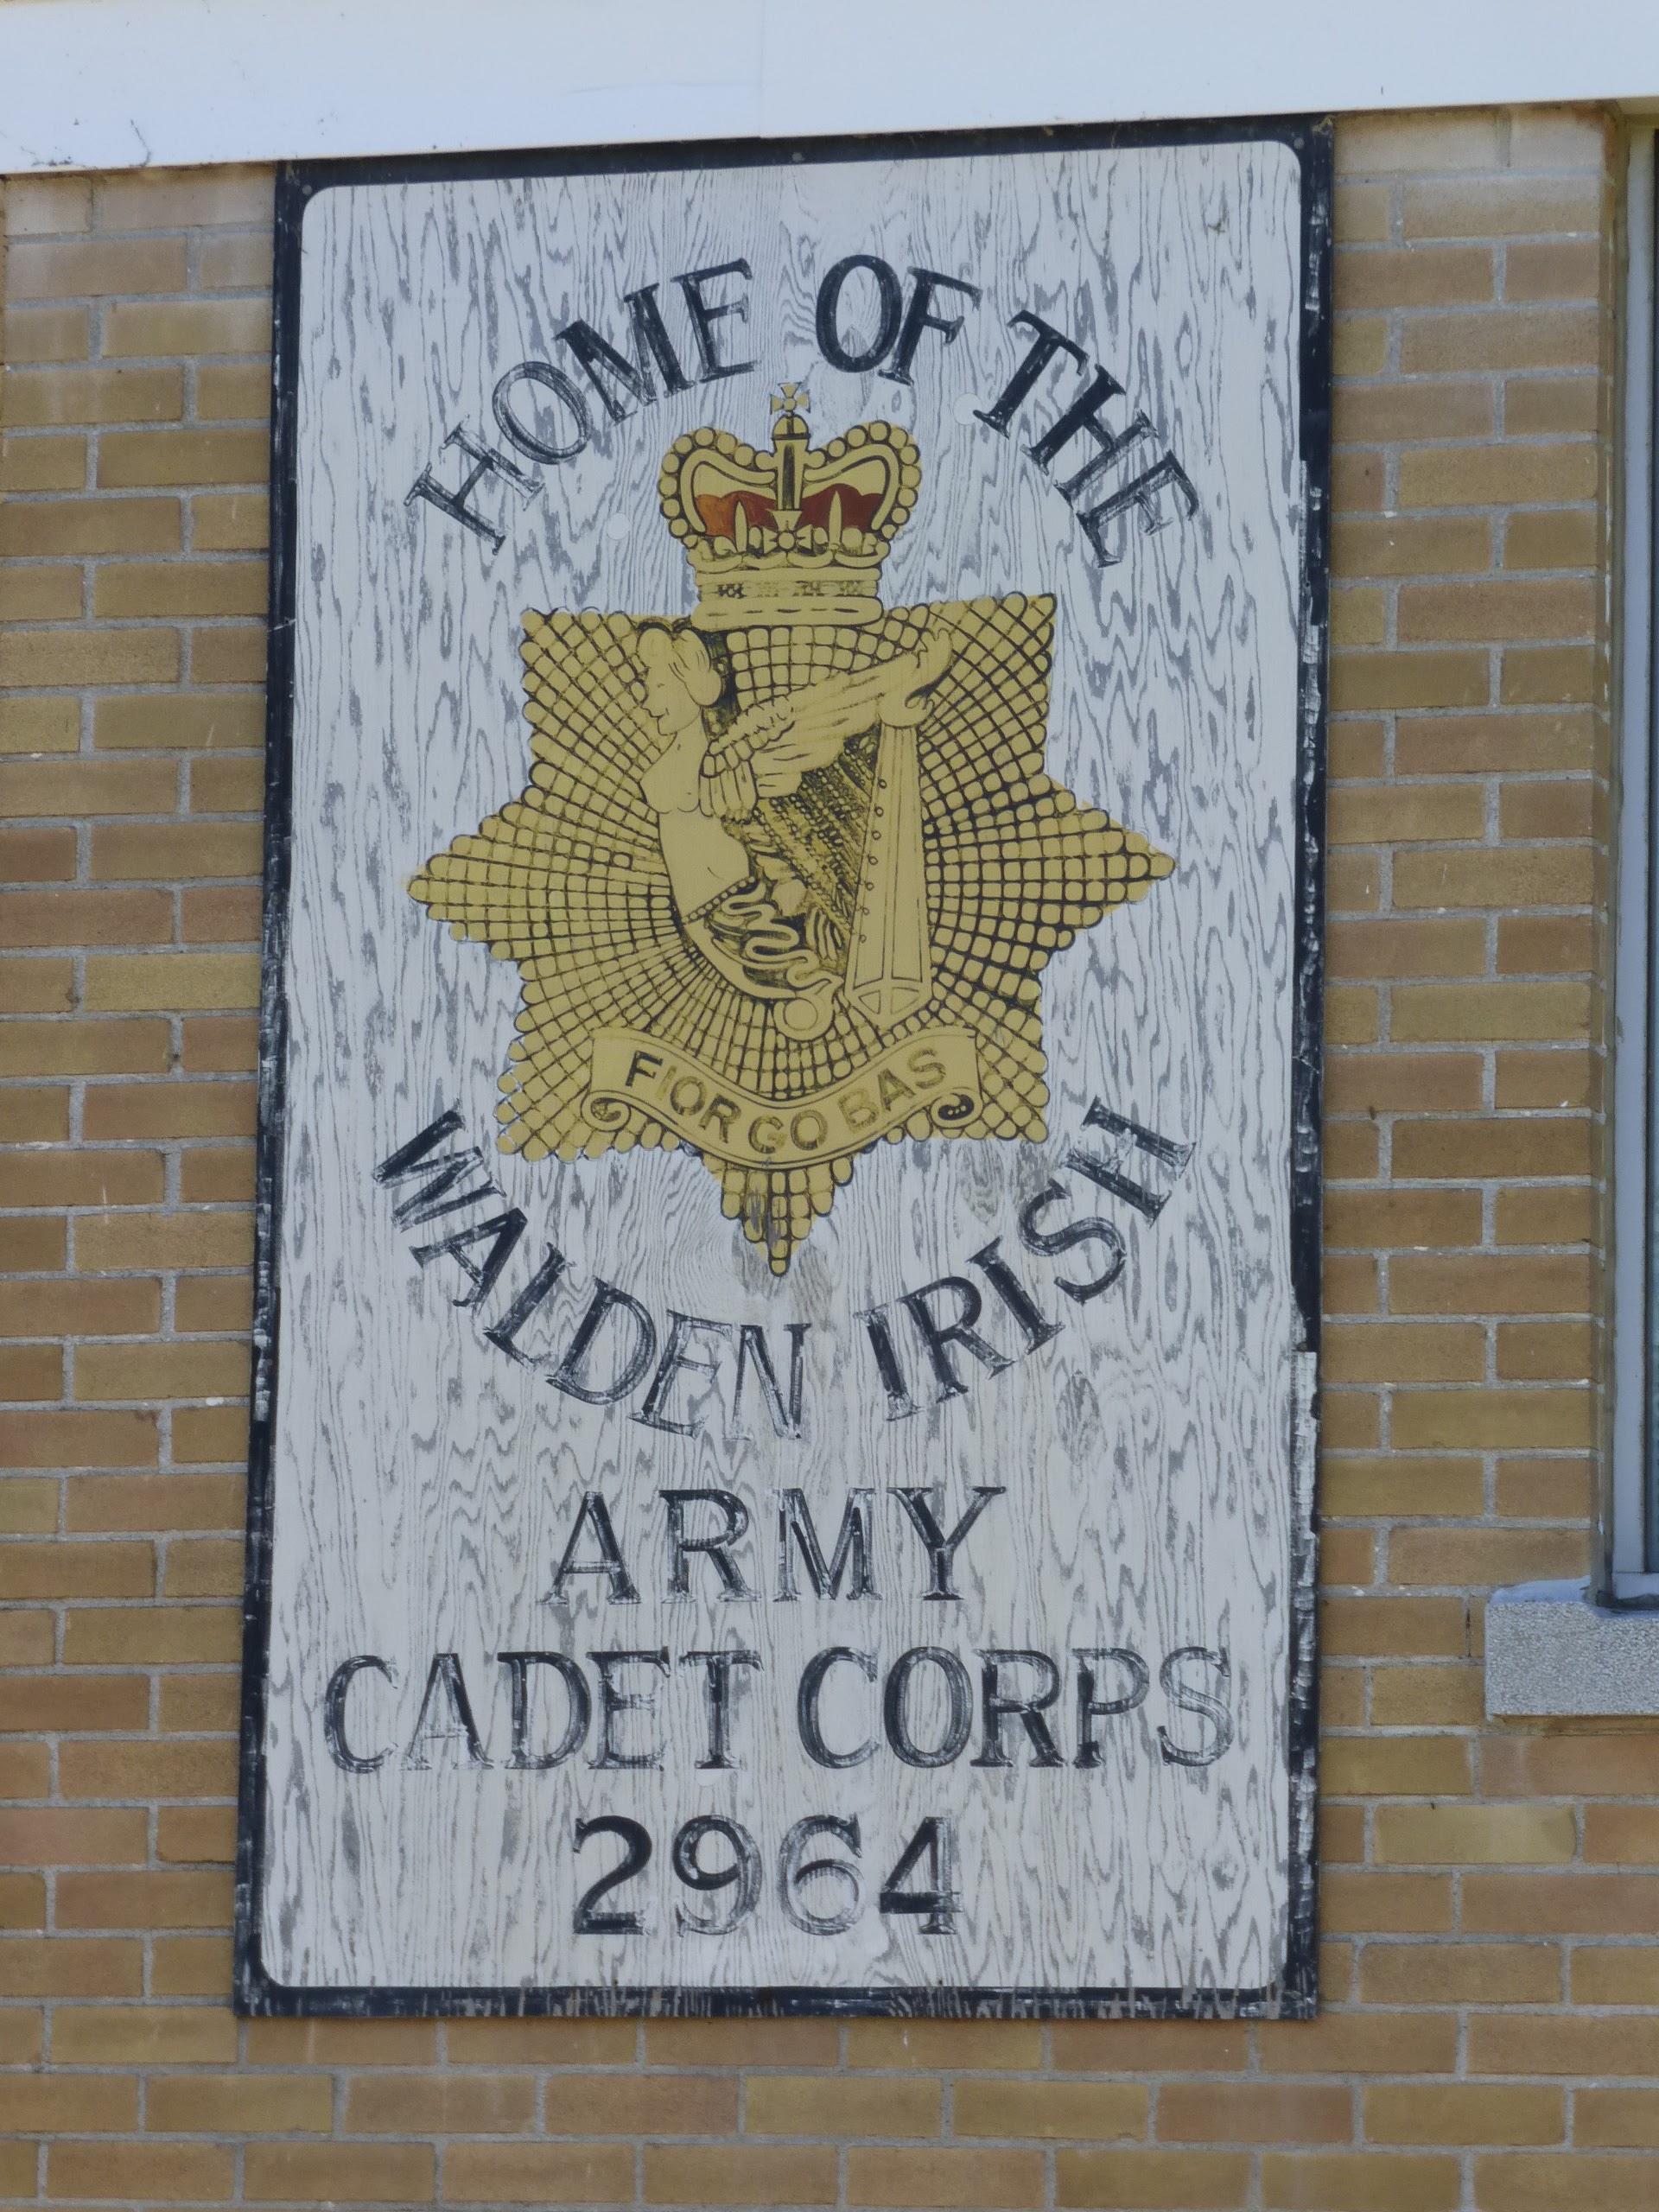 HOME OF THE
FIOR GO BAS
WALDEN IRISH
ARMY
CADET CORPS
2964